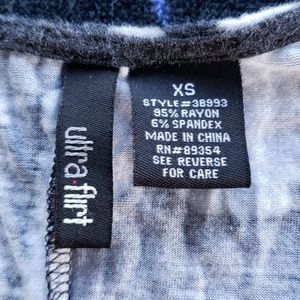 ultra flirt
XS
STYLE#38993
95% RAYON
5% SPANDEX
MADE IN CHINA
RN#89354
SEE REVERSE
FOR CARE